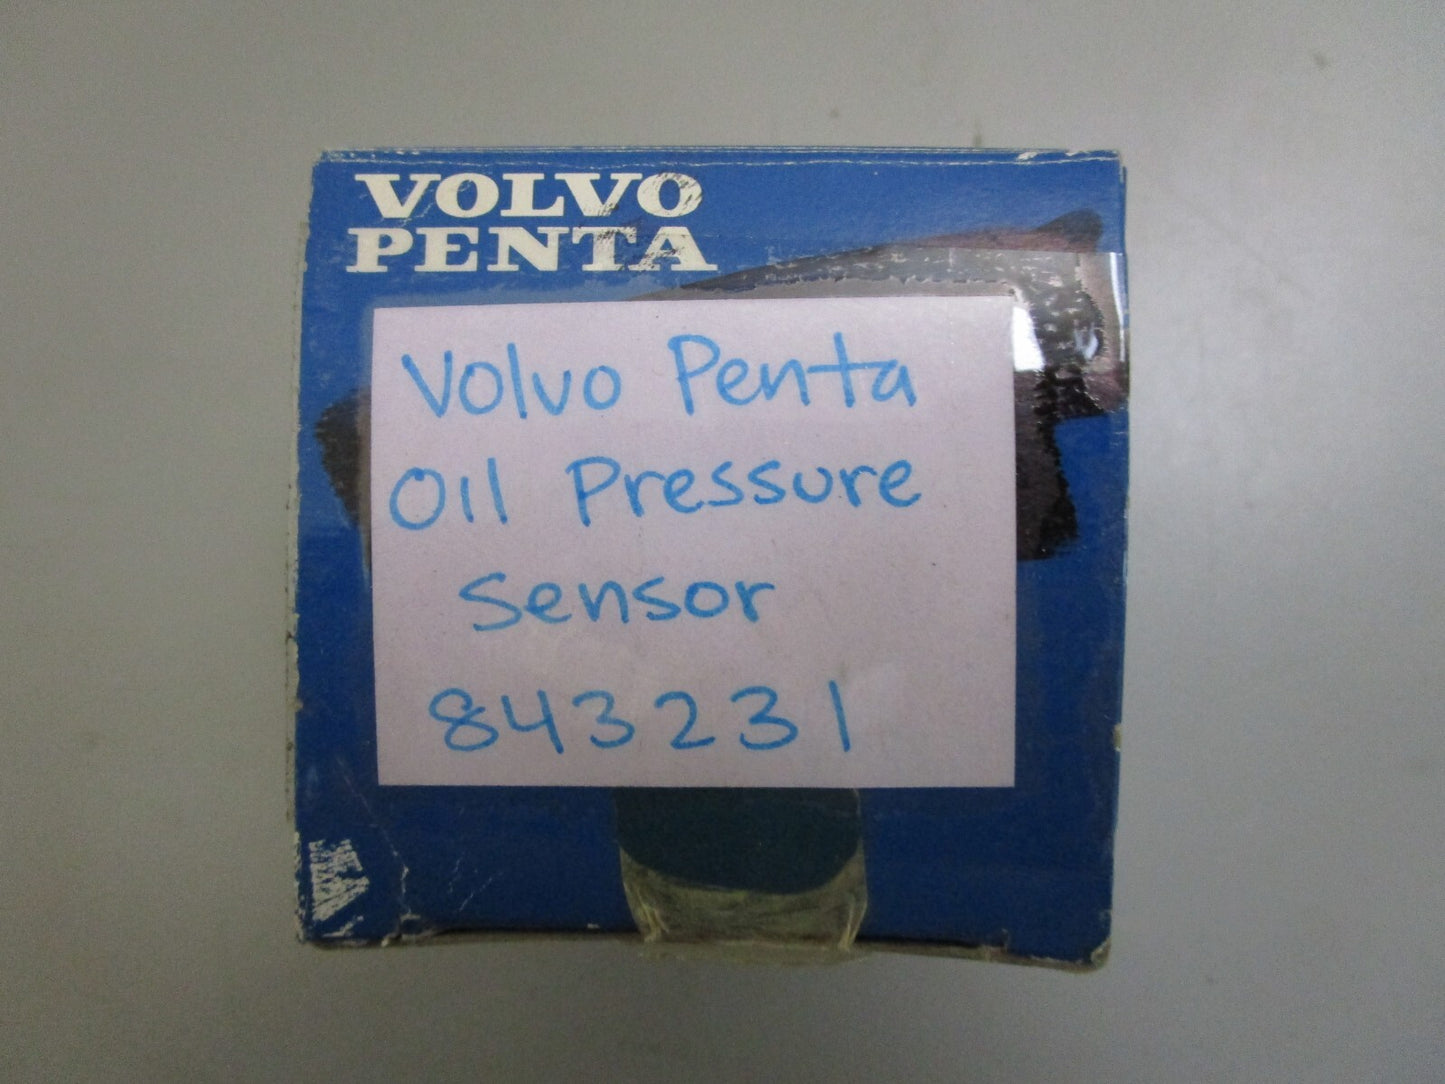 VOLVO
PENTA
Volvo Penta
Oil Pressure
Sensor
843231